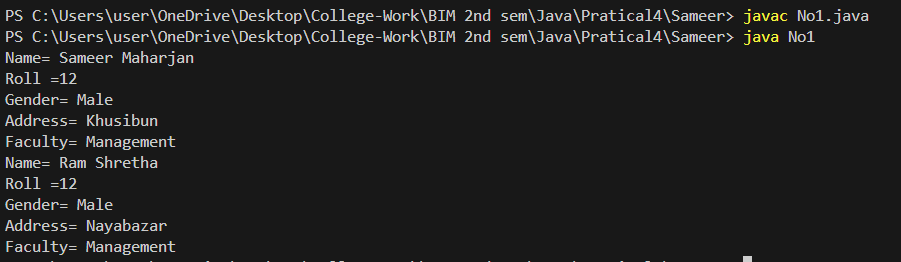 PS C:\Users\user\OneDrive\Desktop\College-Work\BIM 2nd sem\Java\Pratical4\Sameer> javac No1.java
PS C:\Users\user\OneDrive\Desktop\College-Work\BIM 2nd sem\Java\Pratical4\Sameer> java No1
Name= Sameer Maharjan
Roll =12
Gender= Male
Address= Khusibun
Faculty= Management
Name= Ram Shretha
Roll =12
Gender= Male
Address= Nayabazar
Faculty= Management